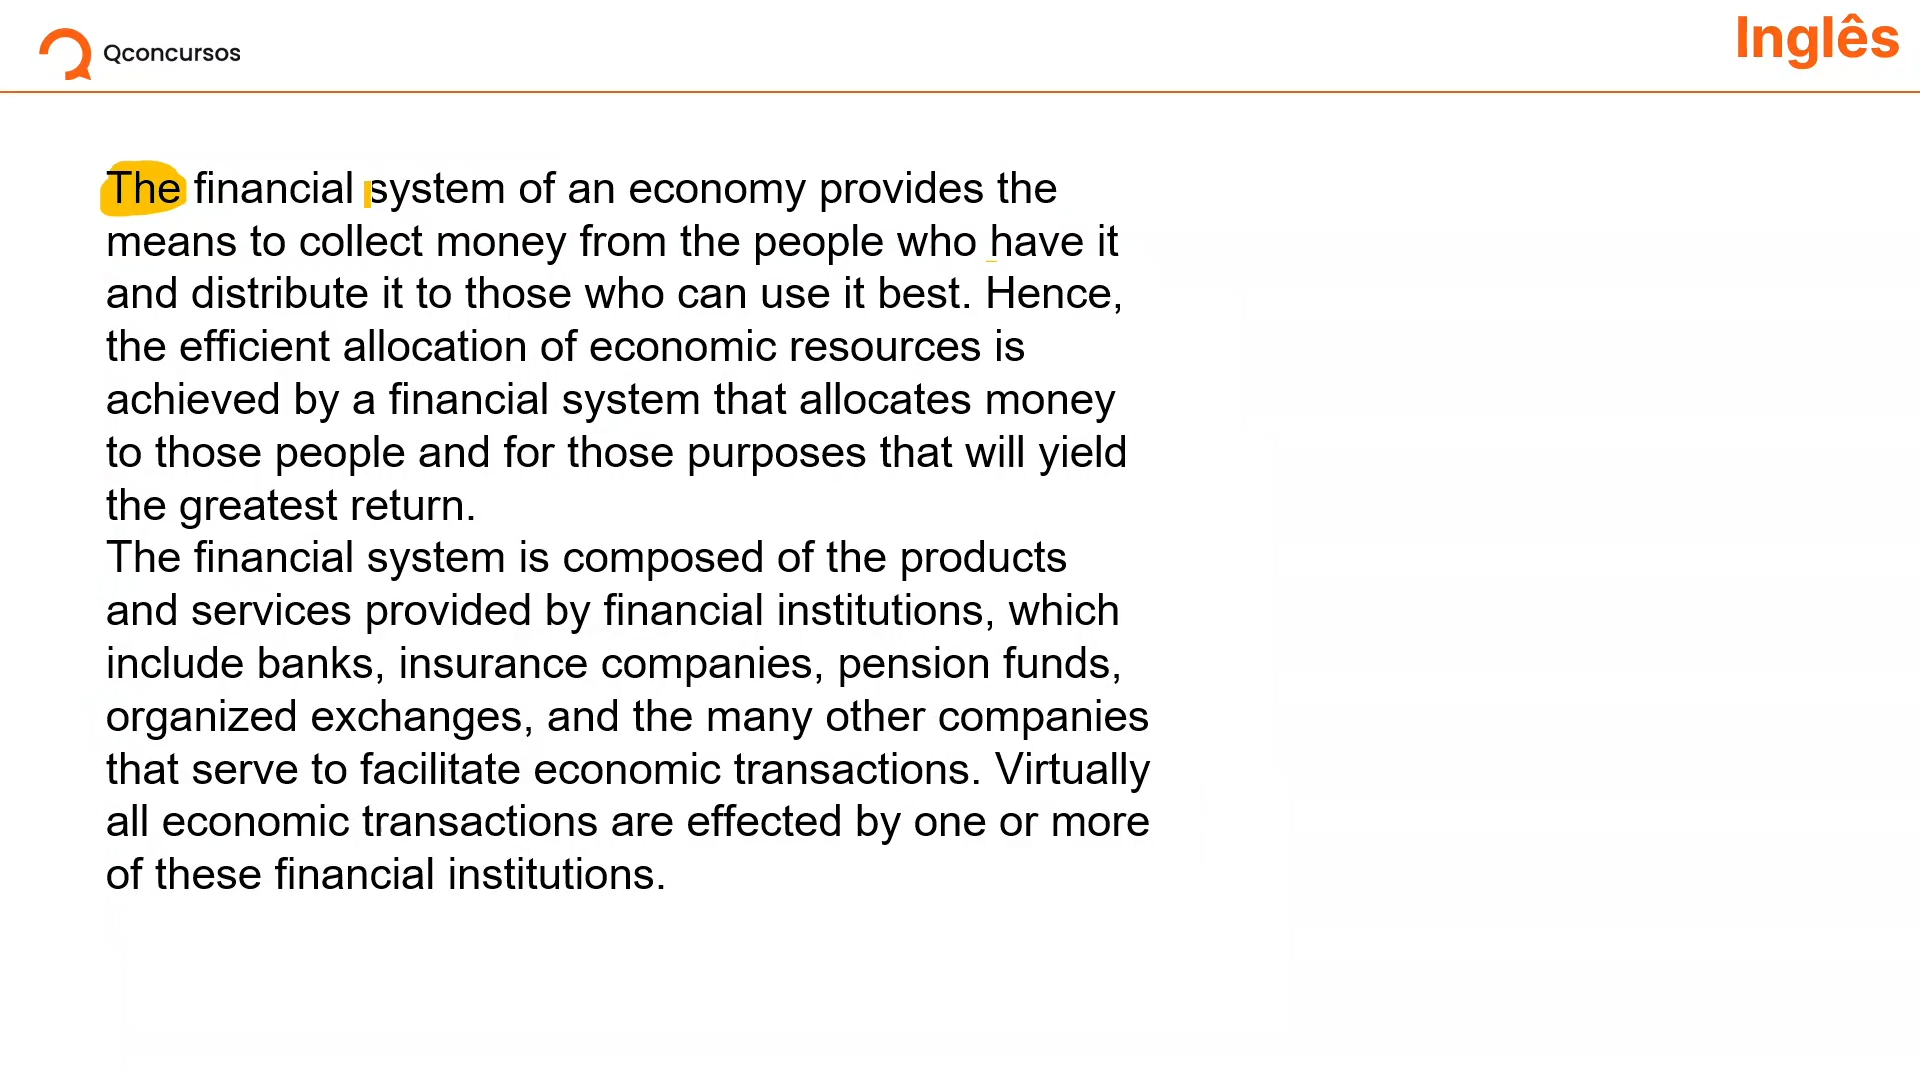 Qconcursos
Inglês
The financial system of an economy provides the
means to collect money from the people who have it
and distribute it to those who can use it best. Hence,
the efficient allocation of economic resources is
achieved by a financial system that allocates money
to those people and for those purposes that will yield
the greatest return.
The financial system is composed of the products
and services provided by financial institutions, which
include banks, insurance companies, pension funds,
organized exchanges, and the many other companies
that serve to facilitate economic transactions. Virtually
all economic transactions are effected by one or more
of these financial institutions.